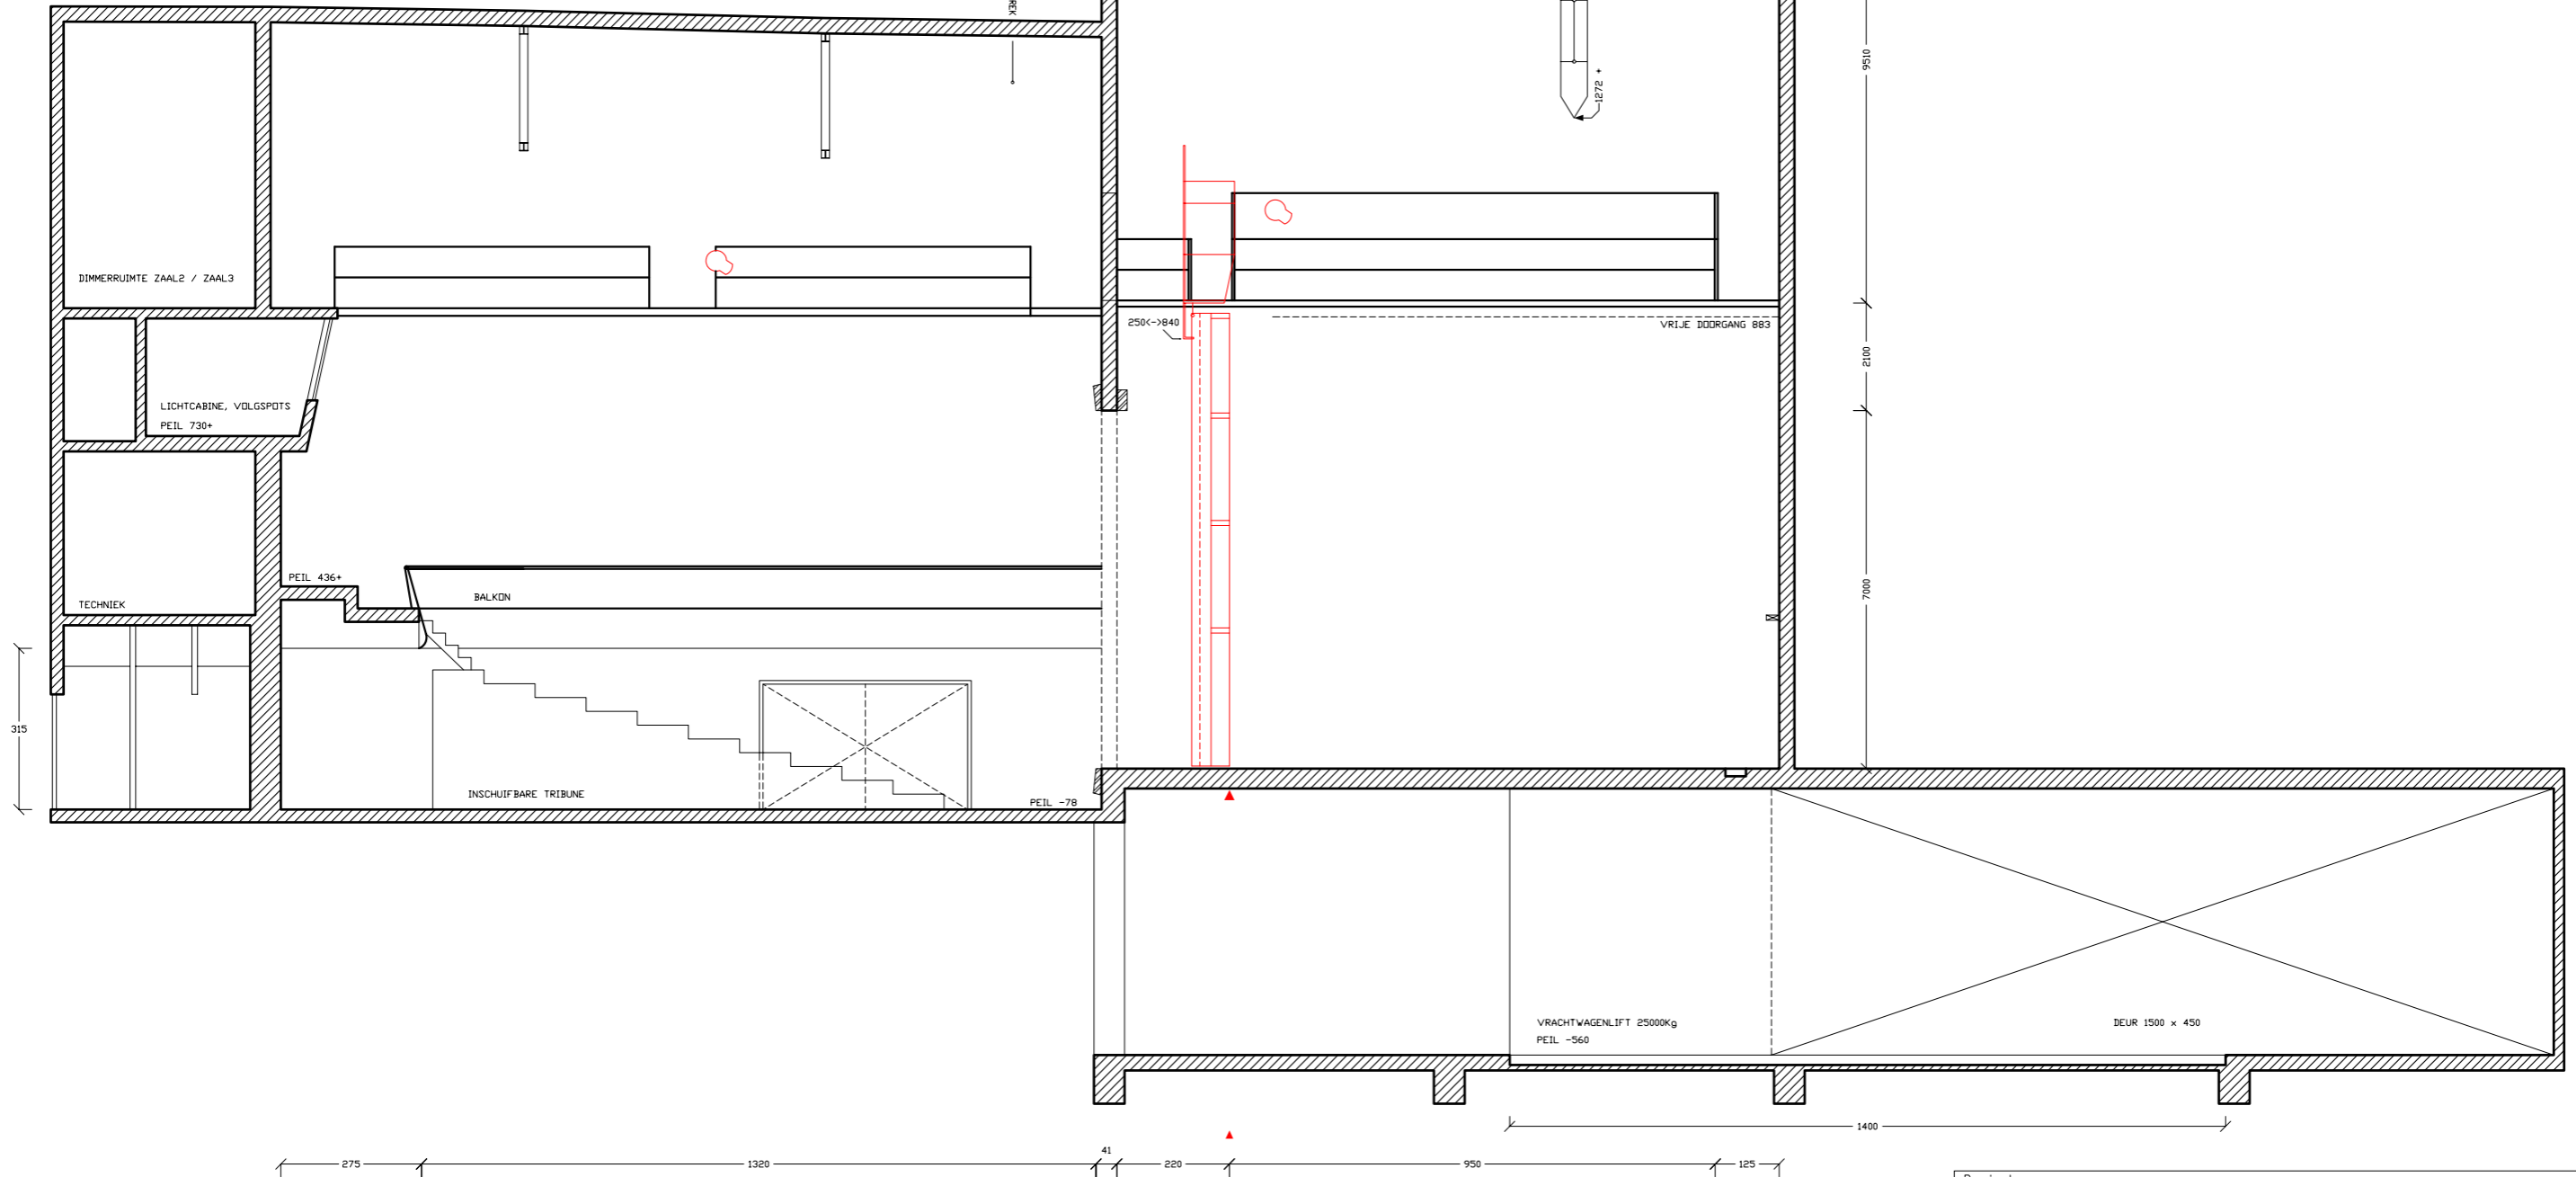 REK
9510
1272 +
DIMMERRUIMTE ZAAL2 / ZAAL3
250<->840
VRIJE DOORGANG 883
2100
LICHTCABINE, VOLGSPOTS
PEIL 730+
PEIL 436+
BALKON
TECHNIEK
7000
315
INSCHUIFBARE TRIBUNE
PEIL -78
VRACHTWAGENLIFT 25000Kg
PEIL -560
DEUR 1500 x 450
1400
41
275
1320
220
950
125